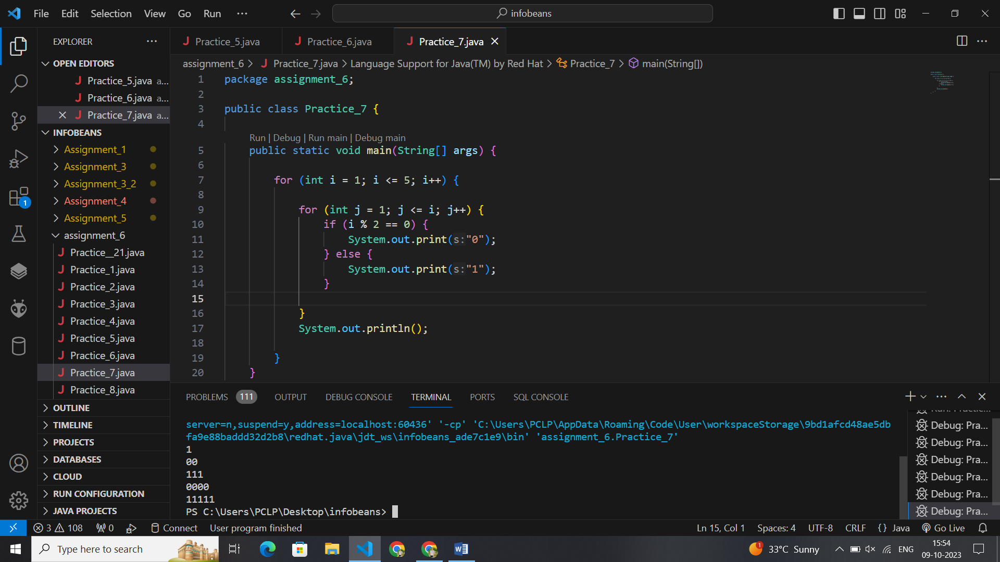 File Edit Selection View Go Run ···
infobeans
EXPLORER ···
OPEN EDITORS
Practice_5.java a...
Practice_6.java a...
Practice_7.java a...
INFOBEANS
Assignment_1
Assignment_3
Assignment_3_2
Assignment_4
Assignment_5
assignment_6
Practice__21.java
Practice_1.java
Practice_2.java
Practice_3.java
Practice_4.java
Practice_5.java
Practice_6.java
Practice_7.java
Practice_8.java
OUTLINE
TIMELINE
PROJECTS
DATABASES
CLOUD
RUN CONFIGURATION
JAVA PROJECTS
1
Practice_5.java Practice_6.java Practice_7.java
assignment_6 > Practice_7.java > Language Support for Java(TM) by Red Hat > Practice_7 > main(String[])
1 package assignment_6;
2
3 public class Practice_7 {
4
Run | Debug | Run main | Debug main
5 public static void main(String[] args) {
6
7 for (int i = 1; i <= 5; i++) {
8
9 for (int j = 1; j <= i; j++) {
10 if (i % 2 == 0) {
11 System.out.print(s:"0");
12 } else {
13 System.out.print(s:"1");
14 }
15
16 }
17 System.out.println();
18
19 }
20 }
PROBLEMS 111 OUTPUT DEBUG CONSOLE TERMINAL PORTS SQL CONSOLE
server=n,suspend=y,address=localhost:60436' '-cp' 'C:\Users\PCLP\AppData\Roaming\Code\User\workspaceStorage\9bd1afcd48ae5db
fa9e88baddd32d2b8\redhat.java\jdt_ws\infobeans_ade7c1e9\bin' 'assignment_6.Practice_7'
1
00
111
0000
11111
PS C:\Users\PCLP\Desktop\infobeans>
Debug: Pra...
Debug: Pra...
Debug: Pra...
Debug: Pra...
Debug: Pra...
Debug: Pra...
3 108 0 Connect User program finished Ln 15, Col 1 Spaces: 4 UTF-8 CRLF {} Java Go Live
Type here to search
1 33°C Sunny ENG 15:54
09-10-2023